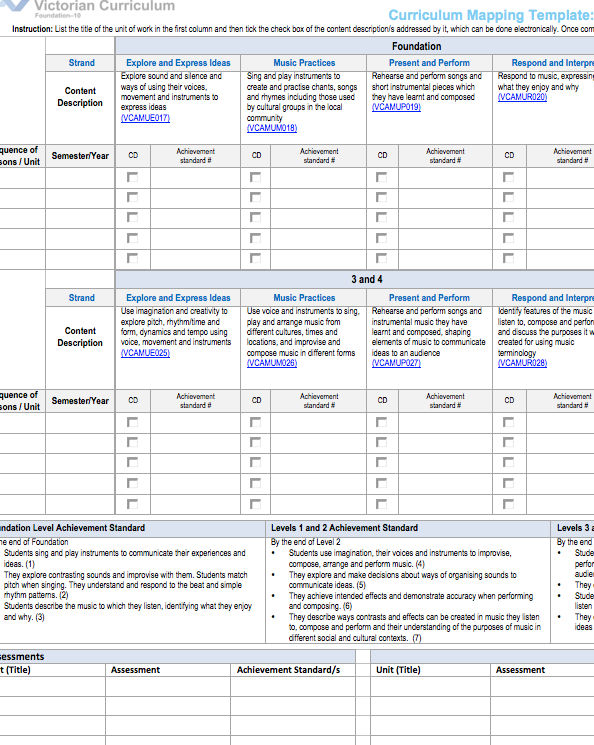 Victorian Curriculum
Foundation–10
Curriculum Mapping Template:
Instruction: List the title of the unit of work in the first column and then tick the check box of the content description/s addressed by it, which can be done electronically. Once com
Foundation
Strand
Explore and Express Ideas
Music Practices
Present and Perform
Respond and Interpre
Content
Description
Explore sound and silence and
ways of using their voices,
movement and instruments to
express ideas
(VCAMUE017)
Sing and play instruments to
create and practise chants, songs
and rhymes including those used
by cultural groups in the local
community
(VCAMUM018)
Rehearse and perform songs and
short instrumental pieces which
they have learnt and composed
(VCAMUP019)
Respond to music, expressing
what they enjoy and why
(VCAMUR020)
quence of
sons / Unit
Semester/Year
CD
Achievement
standard #
CD
Achievement
standard #
CD
Achievement
standard #
CD
Achievement
standard #
3 and 4
Strand
Explore and Express Ideas
Music Practices
Present and Perform
Respond and Interpre
Content
Description
Use imagination and creativity to
explore pitch, rhythm/time and
form, dynamics and tempo using
voice, movement and instruments
(VCAMUE025)
Use voice and instruments to sing,
play and arrange music from
different cultures, times and
locations, and improvise and
compose music in different forms
(VCAMUM026)
Rehearse and perform songs and
instrumental music they have
learnt and composed, shaping
elements of music to communicate
ideas to an audience
(VCAMUP027)
Identify features of the music
listen to, compose and perfor
and discuss the purposes it w
created for using music
terminology
(VCAMUR028)
quence of
sons / Unit
Semester/Year
CD
Achievement
standard #
CD
Achievement
standard #
CD
Achievement
standard #
CD
Achievement
standard #
ndation Level Achievement Standard
he end of Foundation
Students sing and play instruments to communicate their experiences and
ideas. (1)
They explore contrasting sounds and improvise with them. Students match
pitch when singing. They understand and respond to the beat and simple
rhythm patterns. (2)
Students describe the music to which they listen, identifying what they enjoy
and why. (3)
Levels 1 and 2 Achievement Standard
By the end of Level 2
• Students use imagination, their voices and instruments to improvise,
compose, arrange and perform music. (4)
• They explore and make decisions about ways of organising sounds to
communicate ideas. (5)
• They achieve intended effects and demonstrate accuracy when performing
and composing. (6)
• They describe ways contrasts and effects can be created in music they listen
to, compose and perform and their understanding of the purposes of music in
different social and cultural contexts. (7)
Levels 3 a
By the end
• Stude
perfor
audie
• They
• Stude
listen
• They
ideas
sessments
t (Title)
Assessment
Achievement Standard/s
Unit (Title)
Assessment